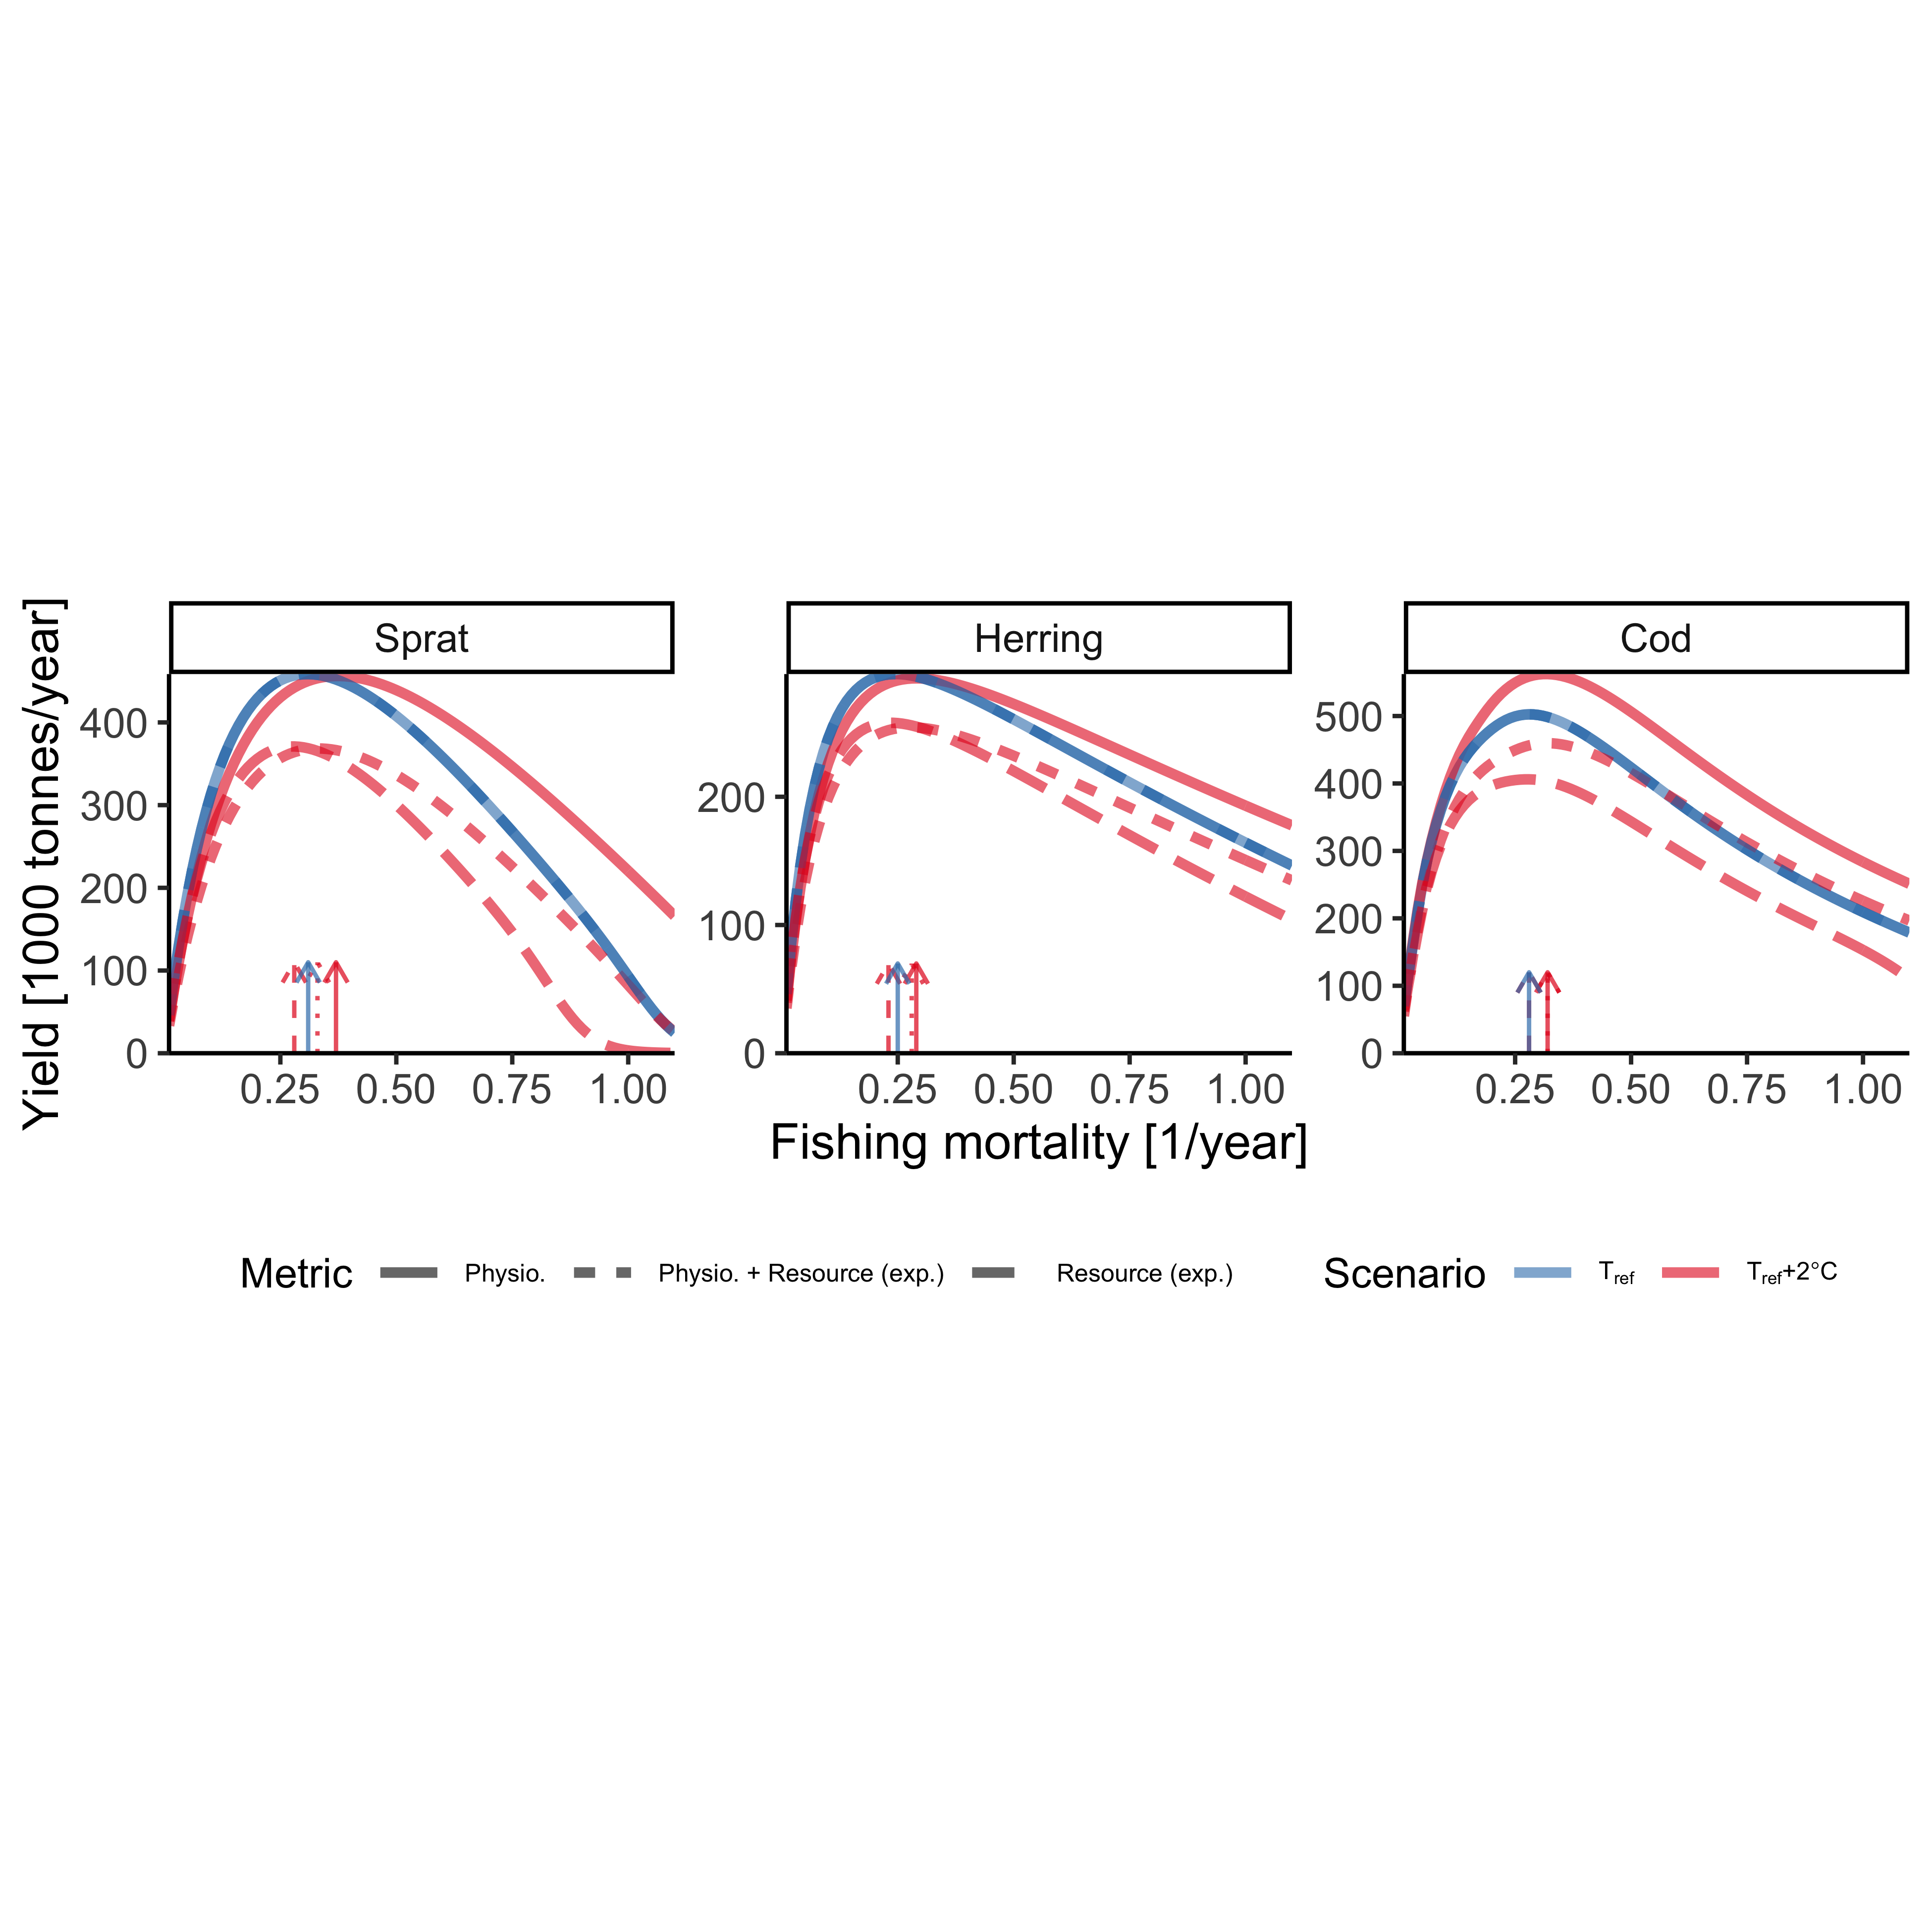 Sprat
Herring
Cod
Yield [1000 tonnes/year]
400
300
200
100
0
200
100
0
500
400
300
200
100
0
0.25 0.50 0.75 1.00
0.25 0.50 0.75 1.00
0.25 0.50 0.75 1.00
Fishing mortality [1/year]
Metric Physio. Physio. + Resource (exp.) Resource (exp.)
Scenario Tref Tref+2°C